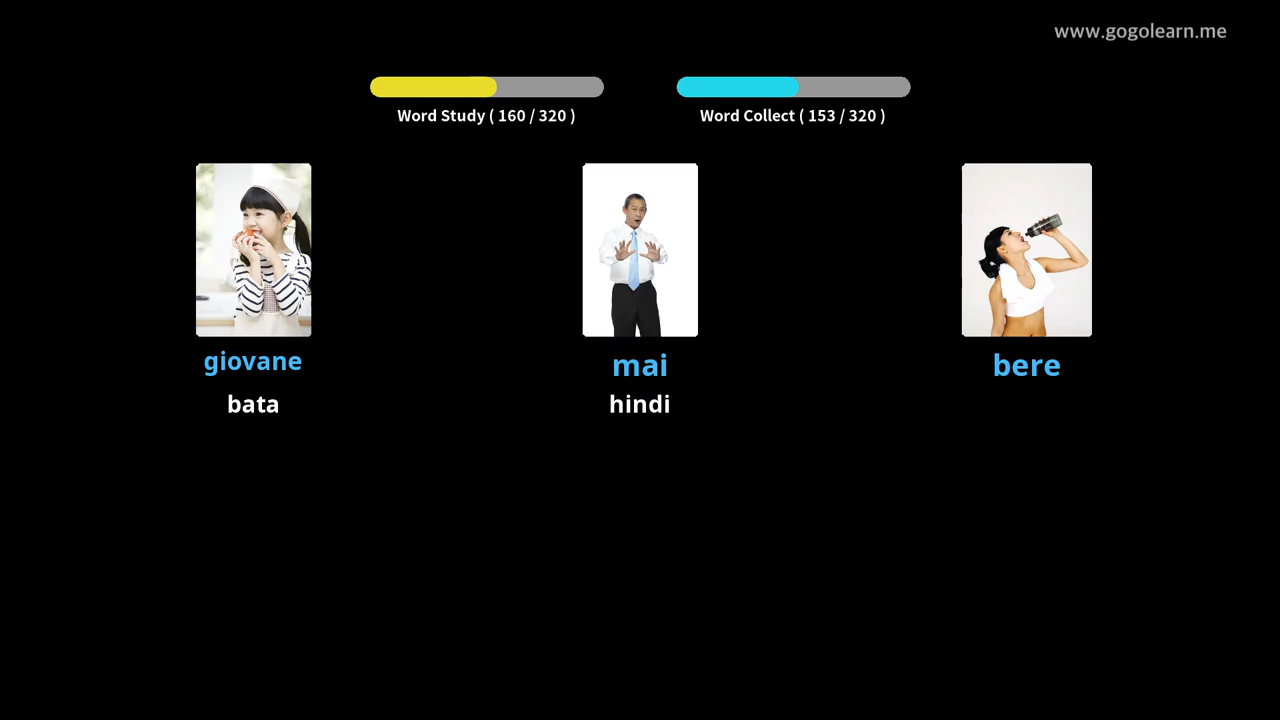 www.gogolearn.me
Word Study ( 160 / 320 )
Word Collect ( 153 / 320 )
giovane
bata
mai
hindi
bere